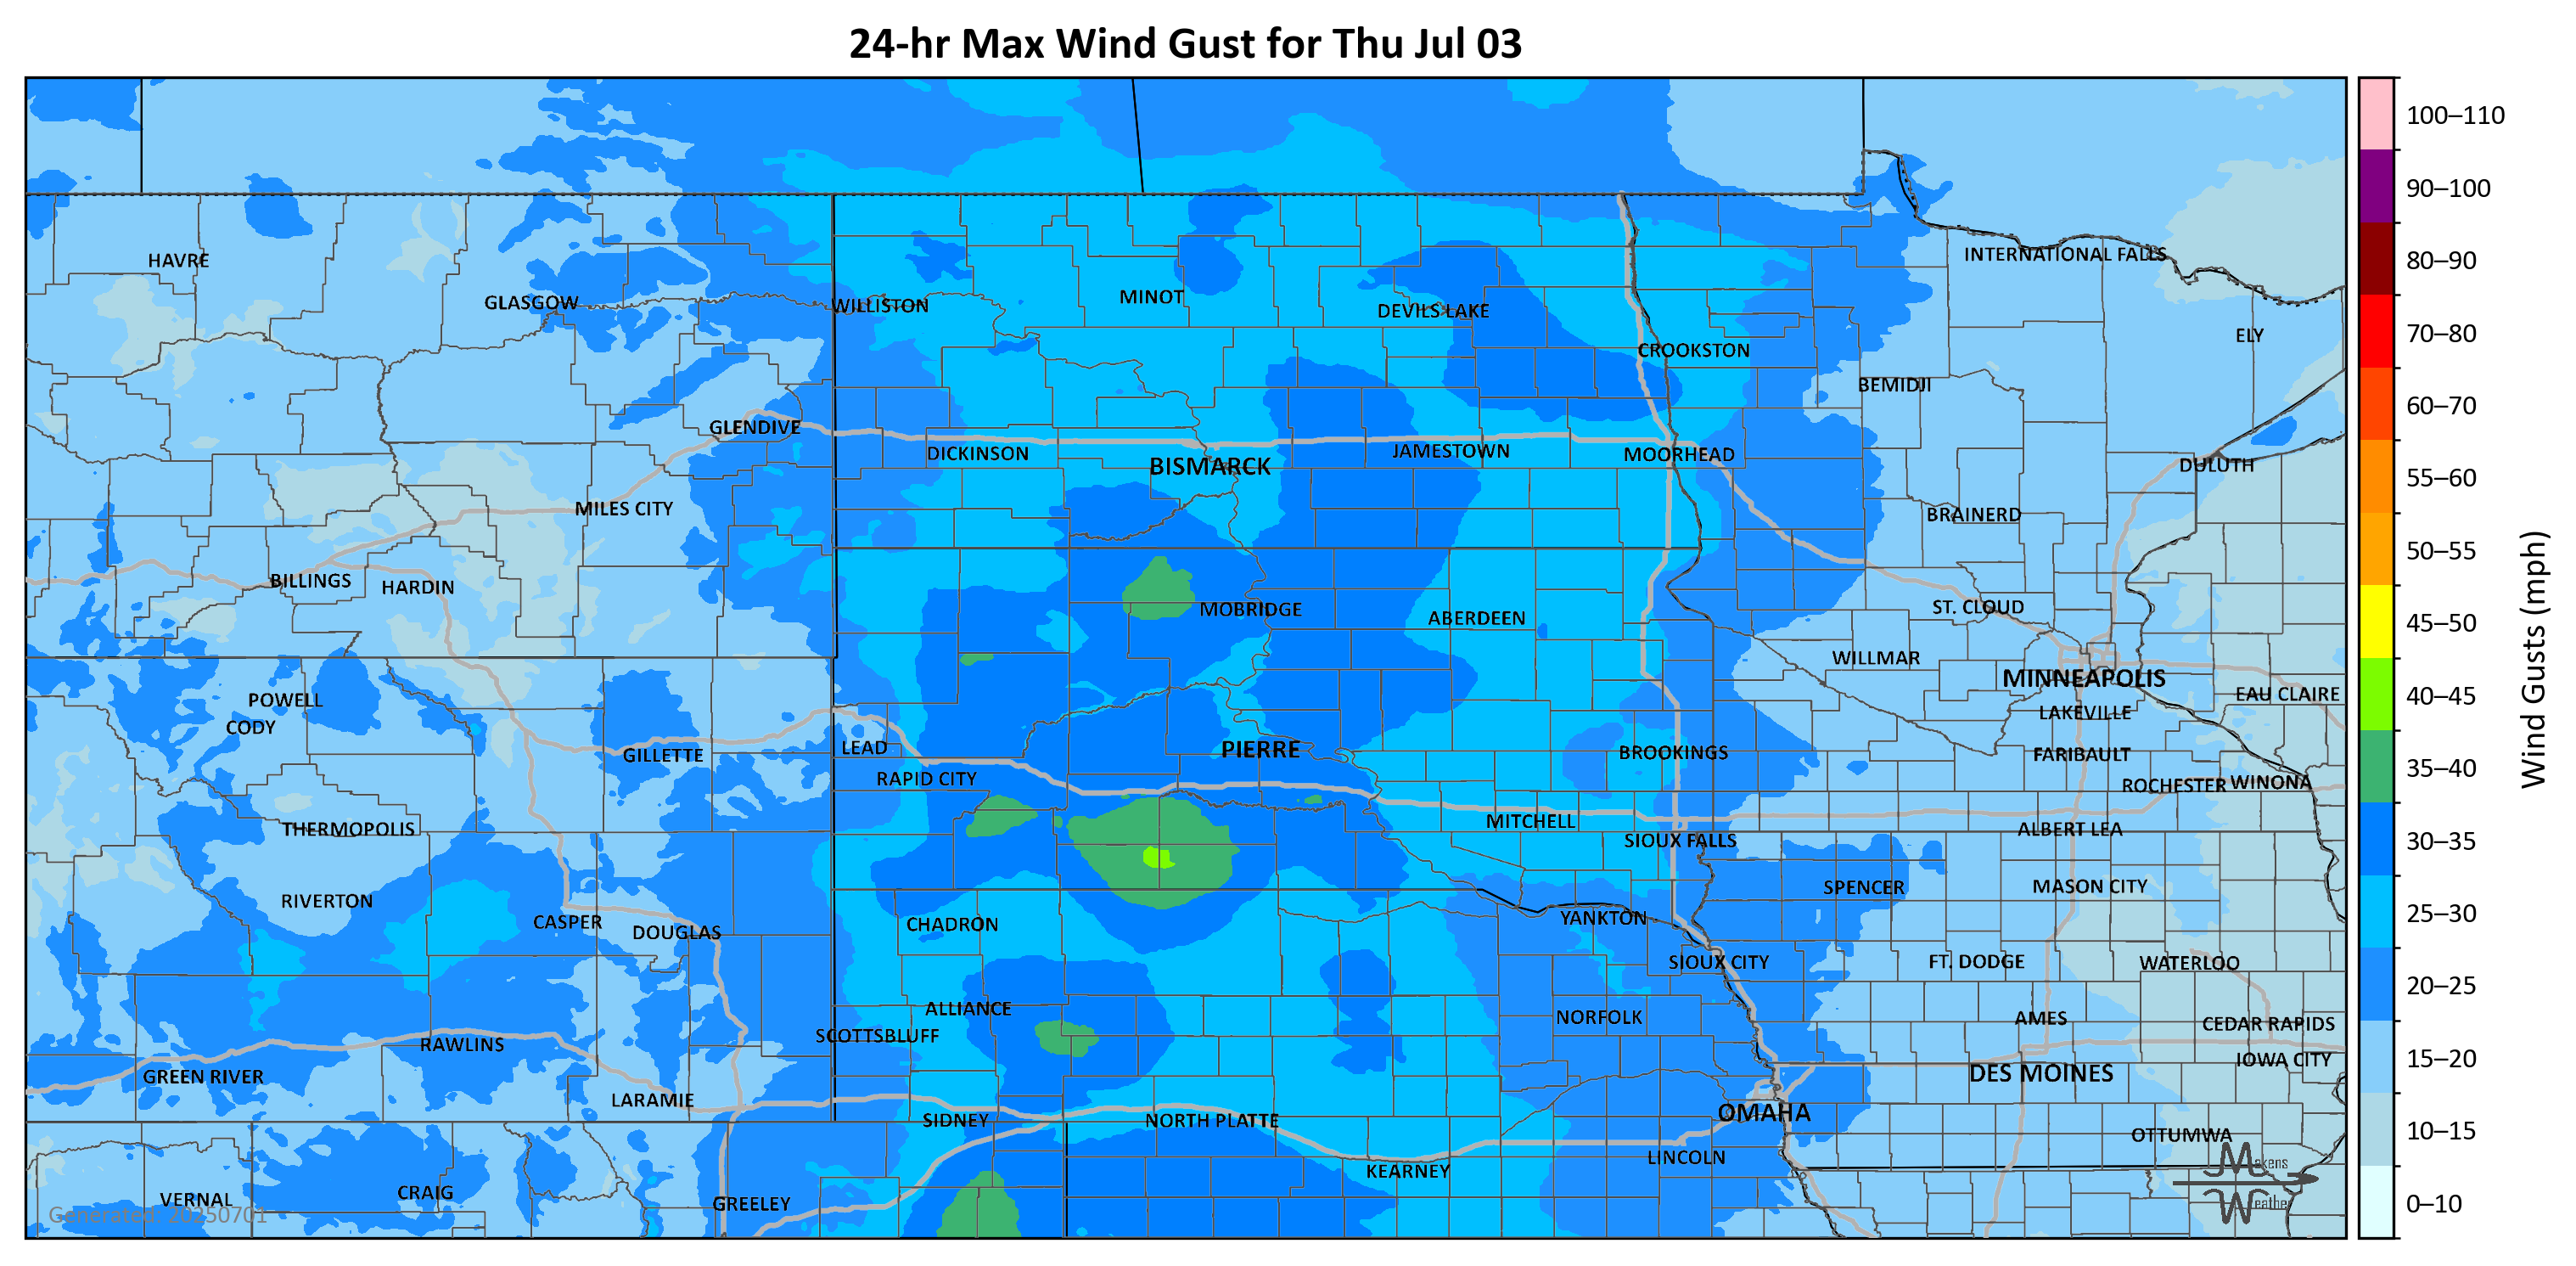 24-hr Max Wind Gust for Thu Jul 03
100–110
90–100
80–90
70–80
60–70
55–60
50–55
45–50
40–45
35–40
30–35
25–30
20–25
15–20
10–15
0–10
Wind Gusts (mph)
HAVRE
INTERNATIONAL FALLS
GLASGOW
WILLISTON
MINOT
DEVILS LAKE
ELY
CROOKSTON
BEMIDJI
GLENDIVE
DICKINSON
BISMARCK
JAMESTOWN
MOORHEAD
DULUTH
MILES CITY
BRAINERD
BILLINGS
HARDIN
MOBRIDGE
ABERDEEN
ST. CLOUD
WILLMAR
MINNEAPOLIS
POWELL
EAU CLAIRE
CODY
LAKEVILLE
GILLETTE
LEAD
PIERRE
BROOKINGS
FARIBAULT
RAPID CITY
ROCHESTER
WINONA
THERMOPOLIS
MITCHELL
SIOUX FALLS
ALBERT LEA
RIVERTON
SPENCER
MASON CITY
CASPER
DOUGLAS
CHADRON
YANKTON
SIOUX CITY
FT. DODGE
WATERLOO
ALLIANCE
SCOTTSBLUFF
NORFOLK
AMES
CEDAR RAPIDS
RAWLINS
IOWA CITY
GREEN RIVER
DES MOINES
LARAMIE
SIDNEY
NORTH PLATTE
OMAHA
OTTUMWA
KEARNEY
LINCOLN
VERNAL
CRAIG
GREELEY
Generated: 20250701
Makens
Weather